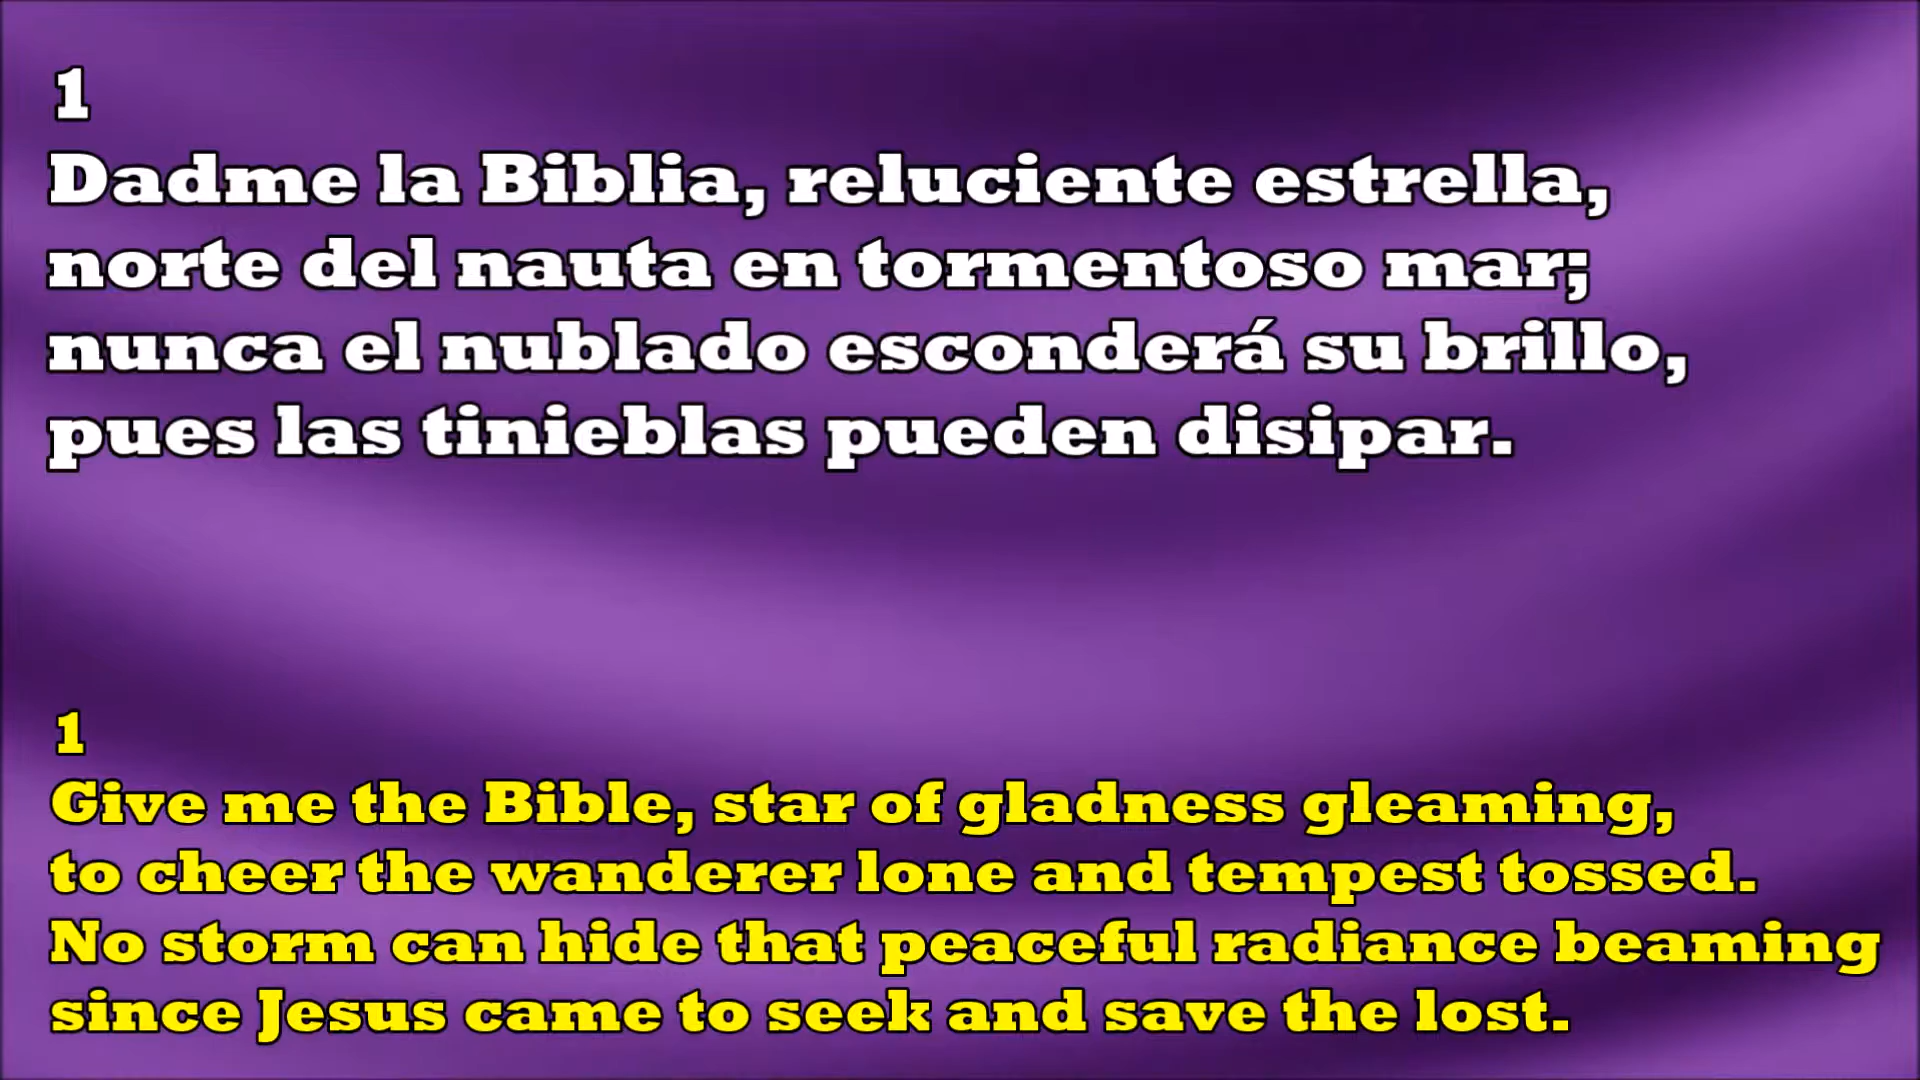 1
Dadme la Biblia, reluciente estrella,
norte del nauta en tormentoso mar;
nunca el nublado esconderá su brillo,
pues las tinieblas pueden disipar.
1
Give me the Bible, star of gladness gleaming,
to cheer the wanderer lone and tempest tossed.
No storm can hide that peaceful radiance beaming
since Jesus came to seek and save the lost.